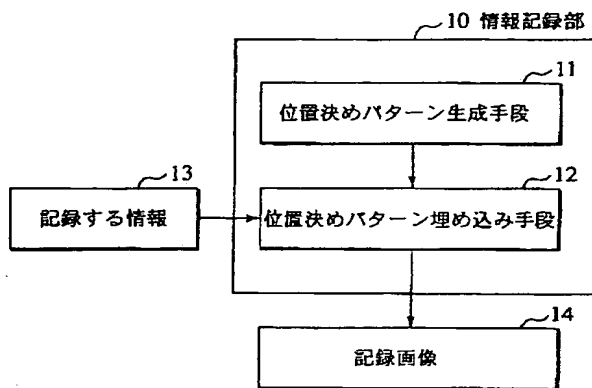 10 情報記録部
11
位置決めパターン生成手段
12
位置決めパターン埋め込み手段
13
記録する情報
14
記録画像